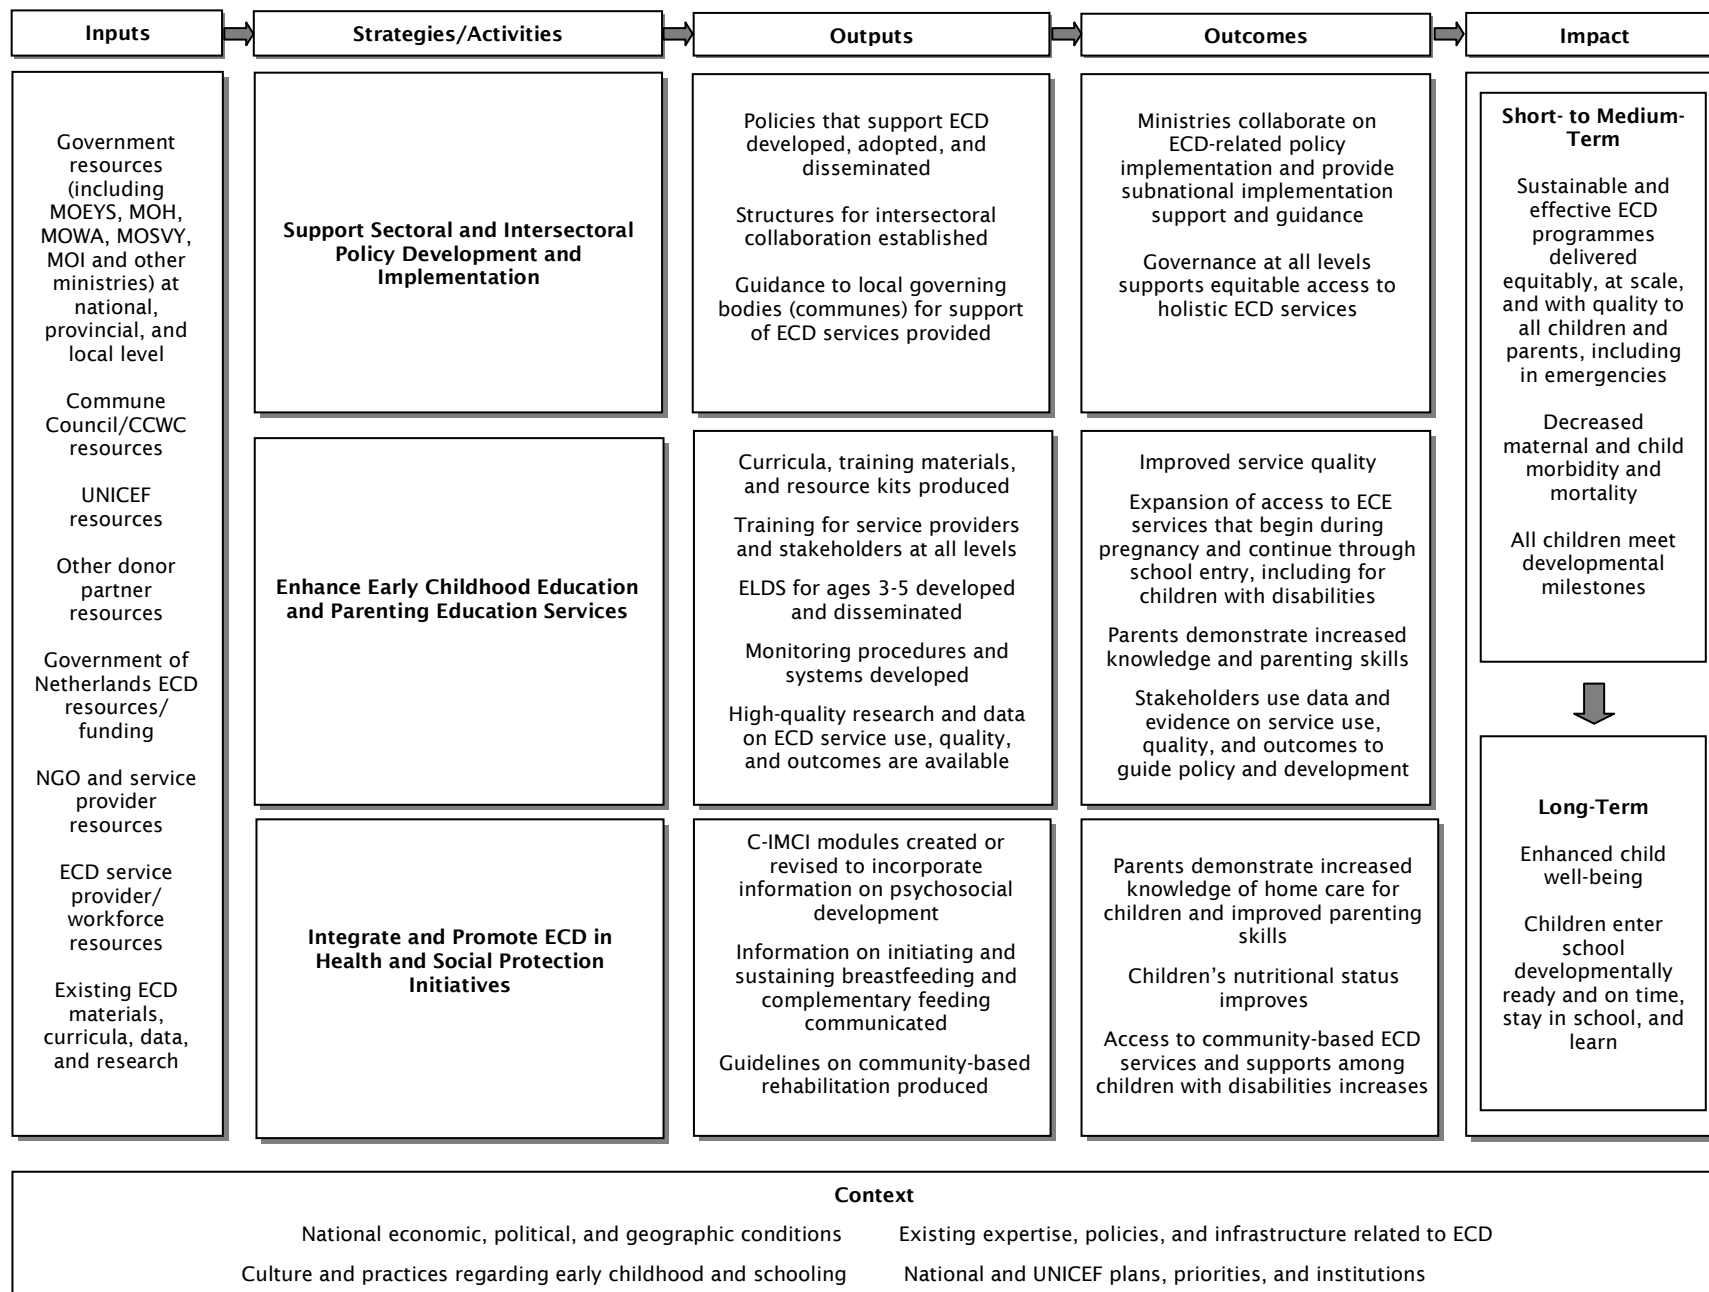 Inputs
Strategies/Activities
Outputs
Outcomes
Impact
Government
resources
(including
MOEYS, MOH,
MOWA, MOSVY,
MOI and other
ministries) at
national,
provincial, and
local level
Commune
Council/CCWC
resources
UNICEF
resources
Other donor
partner
resources
Government of
Netherlands ECD
resources/
funding
NGO and service
provider
resources
ECD service
provider/
workforce
resources
Existing ECD
materials,
curricula, data,
and research
Support Sectoral and Intersectoral
Policy Development and
Implementation
Policies that support ECD
developed, adopted, and
disseminated
Structures for intersectoral
collaboration established
Guidance to local governing
bodies (communes) for support
of ECD services provided
Ministries collaborate on
ECD-related policy
implementation and provide
subnational implementation
support and guidance
Governance at all levels
supports equitable access to
holistic ECD services
Enhance Early Childhood Education
and Parenting Education Services
Curricula, training materials,
and resource kits produced
Training for service providers
and stakeholders at all levels
ELDS for ages 3-5 developed
and disseminated
Monitoring procedures and
systems developed
High-quality research and data
on ECD service use, quality,
and outcomes are available
Improved service quality
Expansion of access to ECE
services that begin during
pregnancy and continue through
school entry, including for
children with disabilities
Parents demonstrate increased
knowledge and parenting skills
Stakeholders use data and
evidence on service use,
quality, and outcomes to
guide policy and development
Integrate and Promote ECD in
Health and Social Protection
Initiatives
C-IMCI modules created or
revised to incorporate
information on psychosocial
development
Information on initiating and
sustaining breastfeeding and
complementary feeding
communicated
Guidelines on community-based
rehabilitation produced
Parents demonstrate increased
knowledge of home care for
children and improved parenting
skills
Children's nutritional status
improves
Access to community-based ECD
services and supports among
children with disabilities increases
Short- to Medium-
Term
Sustainable and
effective ECD
programmes
delivered
equitably, at scale,
and with quality to
all children and
parents, including
in emergencies
Decreased
maternal and child
morbidity and
mortality
All children meet
developmental
milestones
Long-Term
Enhanced child
well-being
Children enter
school
developmentally
ready and on time,
stay in school, and
learn
Context
National economic, political, and geographic conditions
Existing expertise, policies, and infrastructure related to ECD
Culture and practices regarding early childhood and schooling
National and UNICEF plans, priorities, and institutions